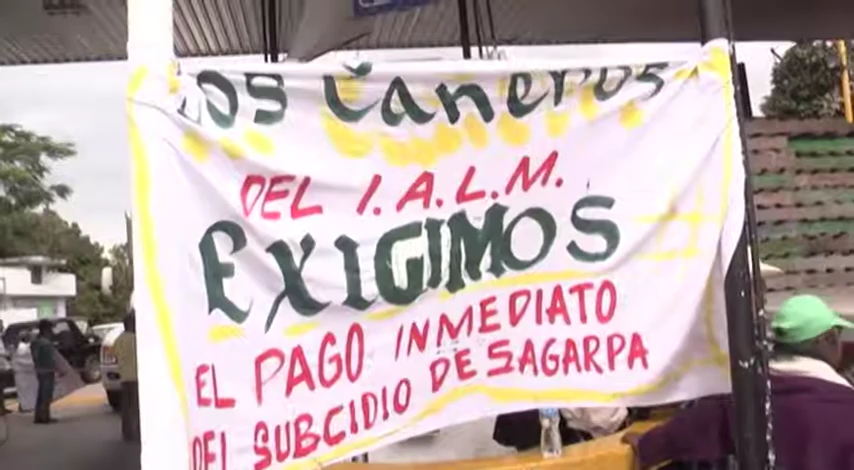 LOS CAÑEROS
DEL I.A.L.M.
EXIGIMOS
EL PAGO INMEDIATO
DEL SUBCIDIO DE SAGARPA